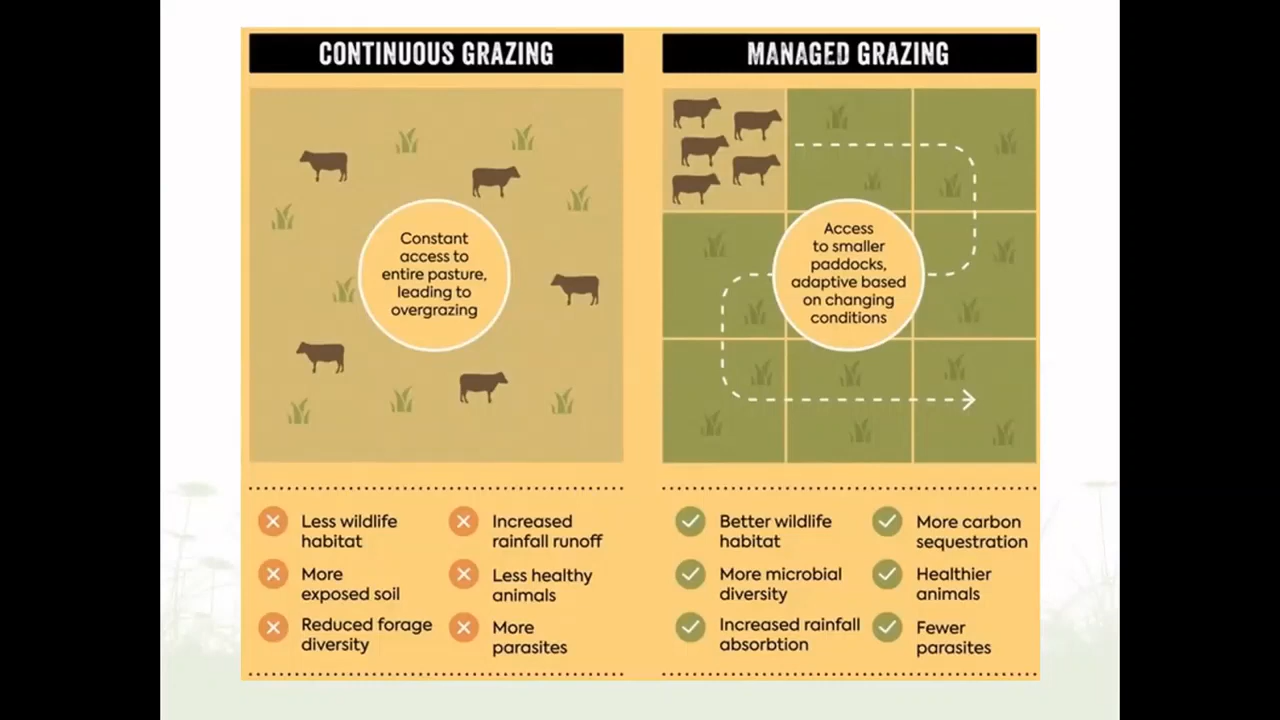 CONTINUOUS GRAZING
Constant
access to
entire pasture,
leading to
overgrazing
Less wildlife
habitat
More
exposed soil
Reduced forage
diversity
Increased
rainfall runoff
Less healthy
animals
More
parasites
MANAGED GRAZING
Access
to smaller
paddocks,
adaptive based
on changing
conditions
Better wildlife
habitat
More microbial
diversity
Increased rainfall
absorbtion
More carbon
sequestration
Healthier
animals
Fewer
parasites